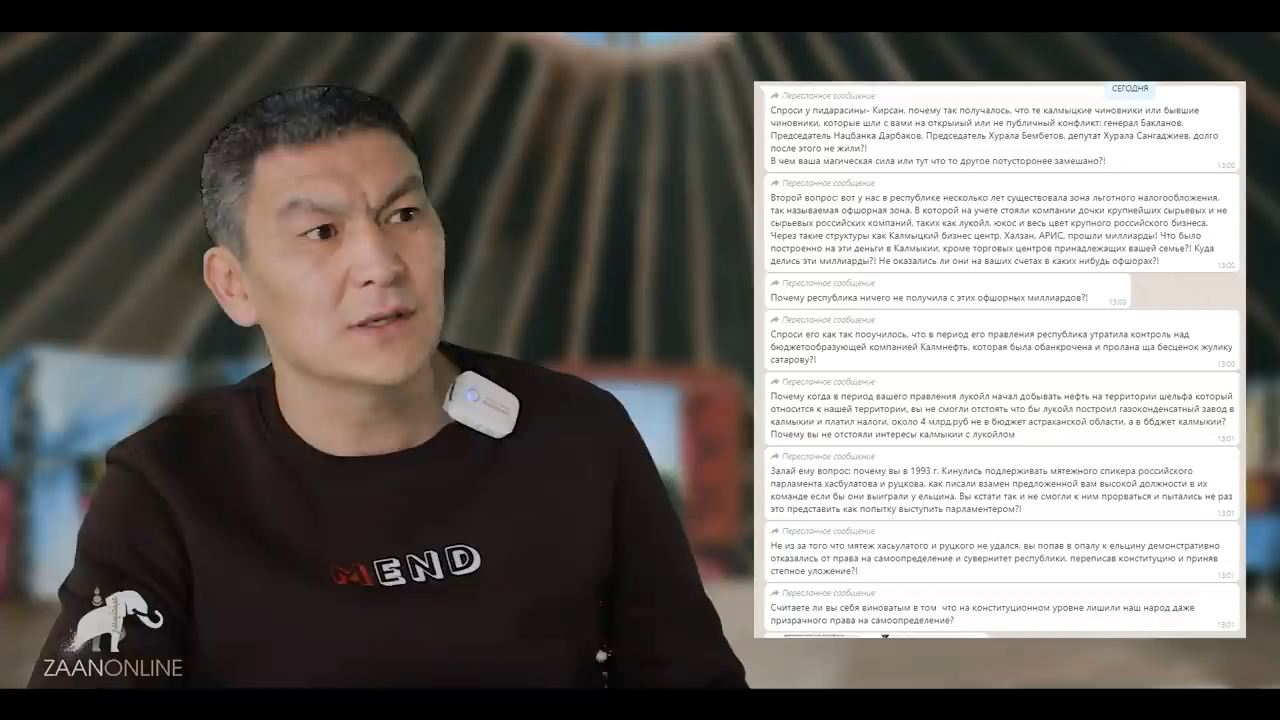 СЕГОДНЯ
Пересланное сообщение
Спроси у пидарасины- Кирсан, почему так получалось, что те калмыцкие чиновники или бывшие
чиновники, которые шли с вами на открыиый или не публичный конфликт: генерал Бакланов,
Председатель Нацбанка Дарбаков, Председатель Хурала Бембетов, депутат Хурала Сангаджиев, долго
после этого не жили?!
В чем ваша магическая сила или тут что то другое потусторонее замешано?!
13:00
Пересланное сообщение
Второй вопрос: вот у нас в республике несколько лет существовала зона льготного налогообложения,
так называемая офшорная зона. В которой на учете стояли компании дочки крупнейших сырьевых и не
сырьевых российских компаний, таких как лукойл, юкос и весь цвет крупного российского бизнеса.
Через такие структуры как Калмыцкий бизнес центр, Халзан, АРИС, прошли миллиарды! Что было
построенно на эти деньги в Калмыкии, кроме торговых центров принадлежащих вашей семье?! Куда
делись эти миллиарды?! Не оказались ли они на ваших счетах в каких нибудь офшорах?!
13:00
Пересланное сообщение
Почему республика ничего не получила с этих офшорных миллиардов?!
13:00
Пересланное сообщение
Спроси его как так пооучилось, что в период его правления республика утратила контроль над
бюджетообразующей компанией Калмнефть, которая была обанкрочена и пролана ща бесценок жулику
сатарову?!
13:00
Пересланное сообщение
Почему когда в период вашего правления лукойл начал добывать нефть на территории шельфа который
относится к нашей территории, вы не смогли отстоять что бы лукойл построил газоконденсатный завод в
калмыкии и платил налоги, около 4 млрд.руб не в бюджет астраханской области, а в ббджет калмыкии?
Почему вы не отстояли интересы калмыкии с лукойлом
13:01
Пересланное сообщение
Залай ему вопрос: почему вы в 1993 г. Кинулись подлерживать мятежного спикера российского
парламента хасбулатова и руцкова, как писали взамен предложенной вам высокой должности в их
команде если бы они выиграли у ельцина. Вы кстати так и не смогли к ним прорваться и пытались не раз
это представить как попытку выступить парламентером?!
13:01
Пересланное сообщение
Не из за того что мятеж хасьулатого и руцкого не удался, вы попав в опалу к ельцину демонстративно
отказались от права на самоопределение и сувернитет республики, переписав конституцию и приняв
степное уложение?!
13:01
Пересланное сообщение
Считаете ли вы себя виноватым в том что на конституционном уровне лишили наш народ даже
призрачного права на самоопределение?
13:01
MEND
ZAANONLINE